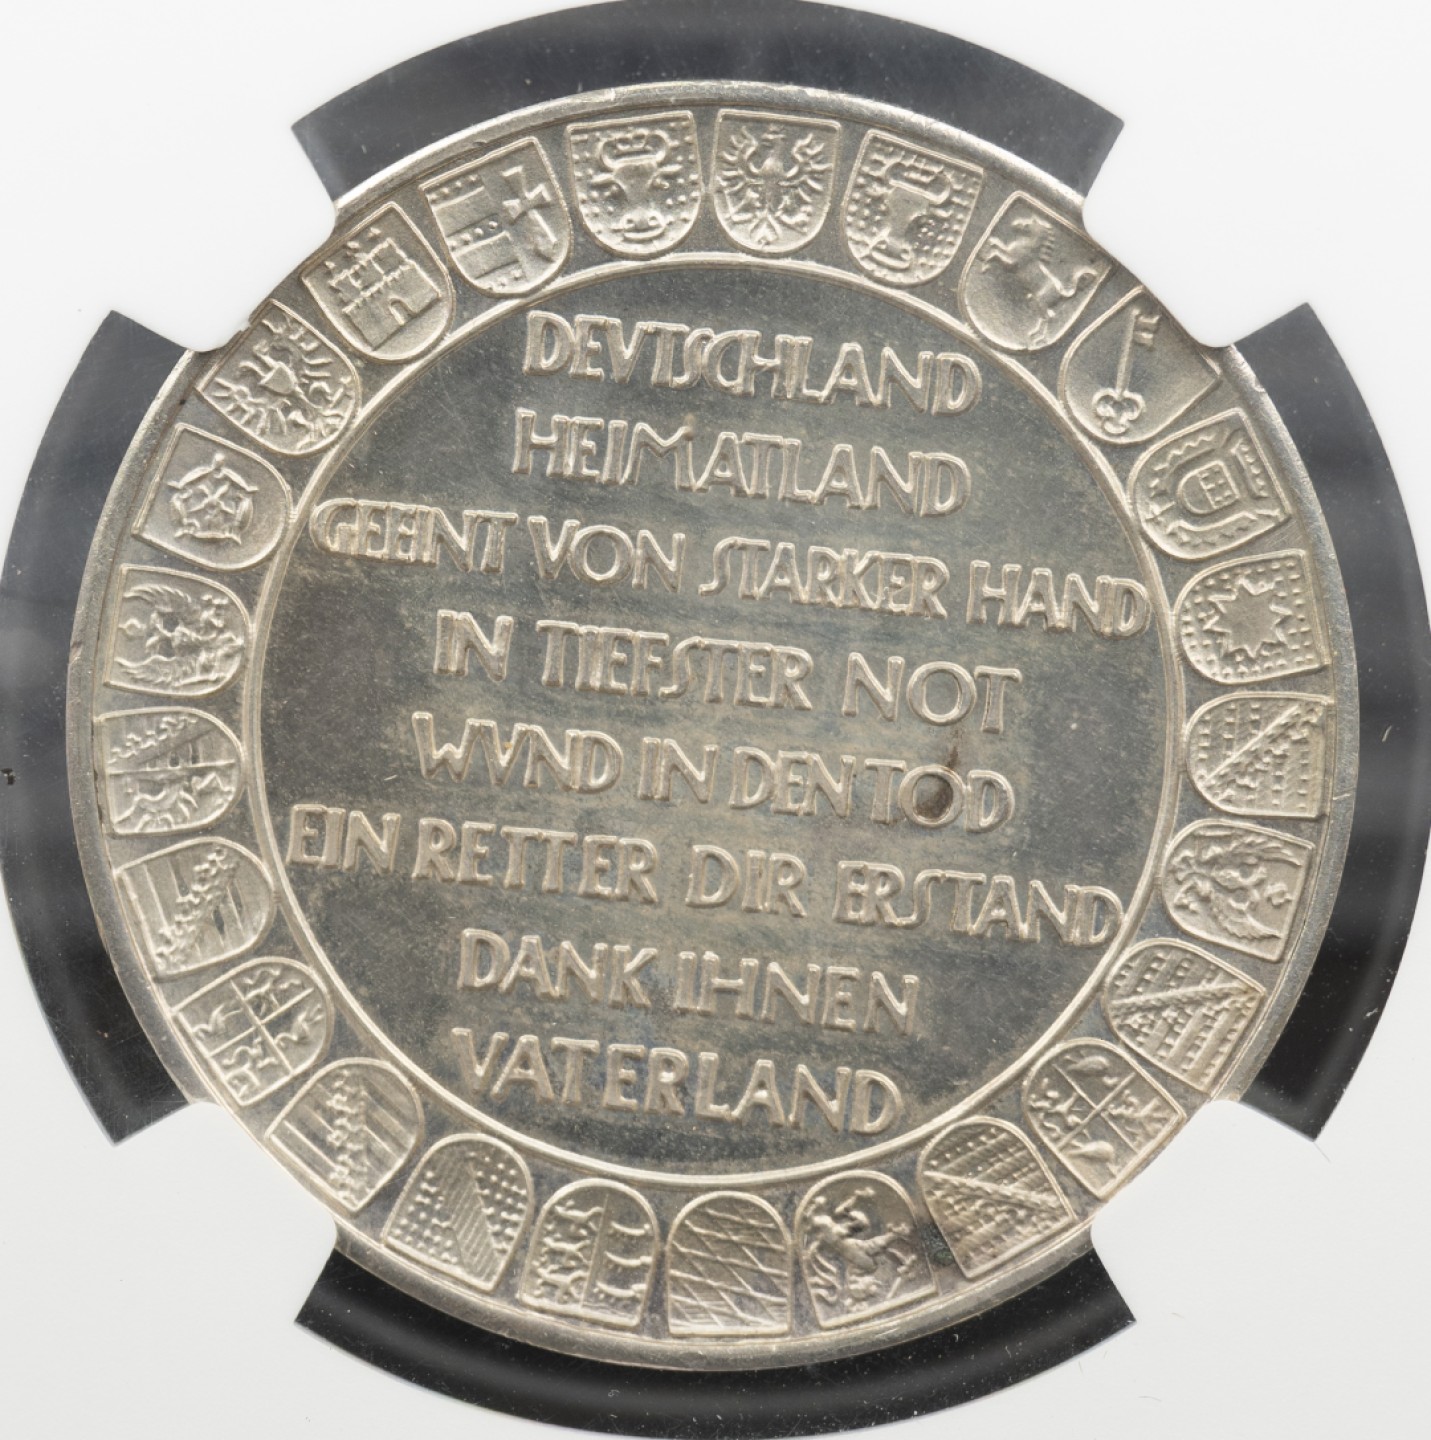 DEVTSCHLAND
HEIMATLAND
GEEINT VON STARKER HAND
IN TIEFSTER NOT
WVND IN DEN TOD
EIN RETTER DIR ERSTAND
DANK IHNEN
VATERLAND